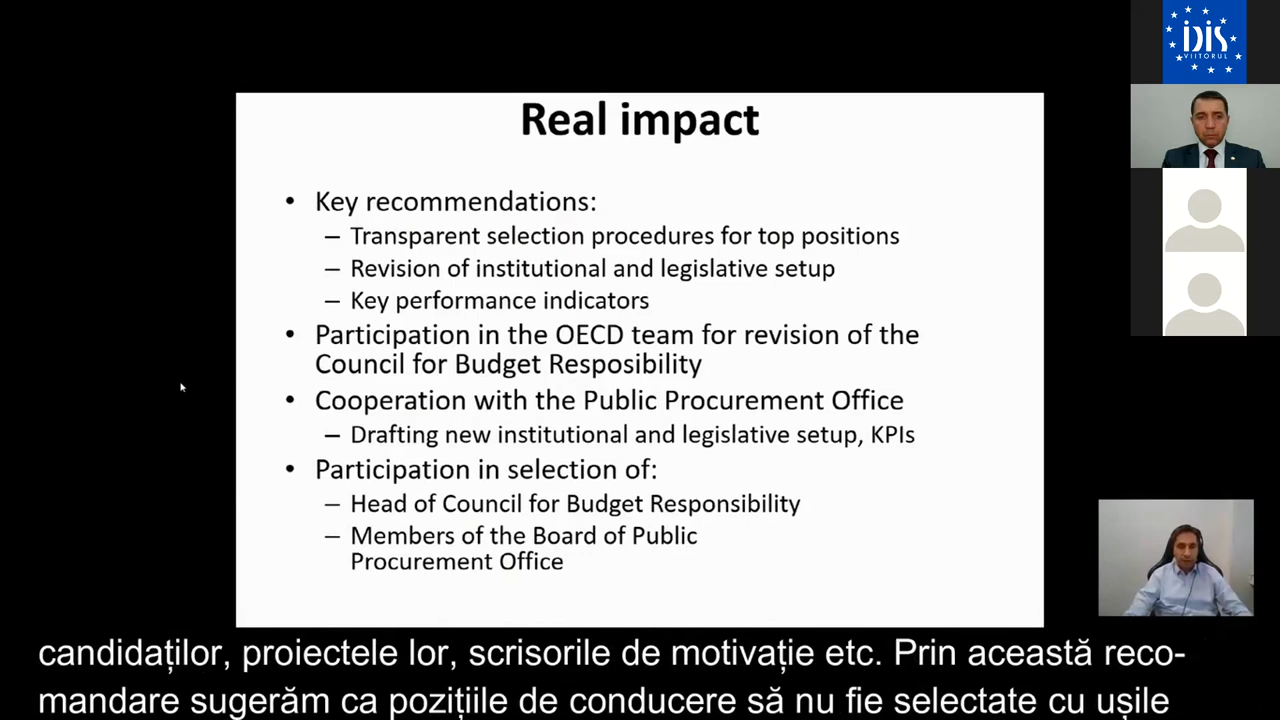 iDiS
VIITORUL
Real impact
• Key recommendations:
– Transparent selection procedures for top positions
– Revision of institutional and legislative setup
– Key performance indicators
• Participation in the OECD team for revision of the
Council for Budget Resposibility
• Cooperation with the Public Procurement Office
– Drafting new institutional and legislative setup, KPIs
• Participation in selection of:
– Head of Council for Budget Responsibility
– Members of the Board of Public
Procurement Office
candidaților, proiectele lor, scrisorile de motivație etc. Prin această reco-
mandare sugerăm ca pozițiile de conducere să nu fie selectate cu ușile